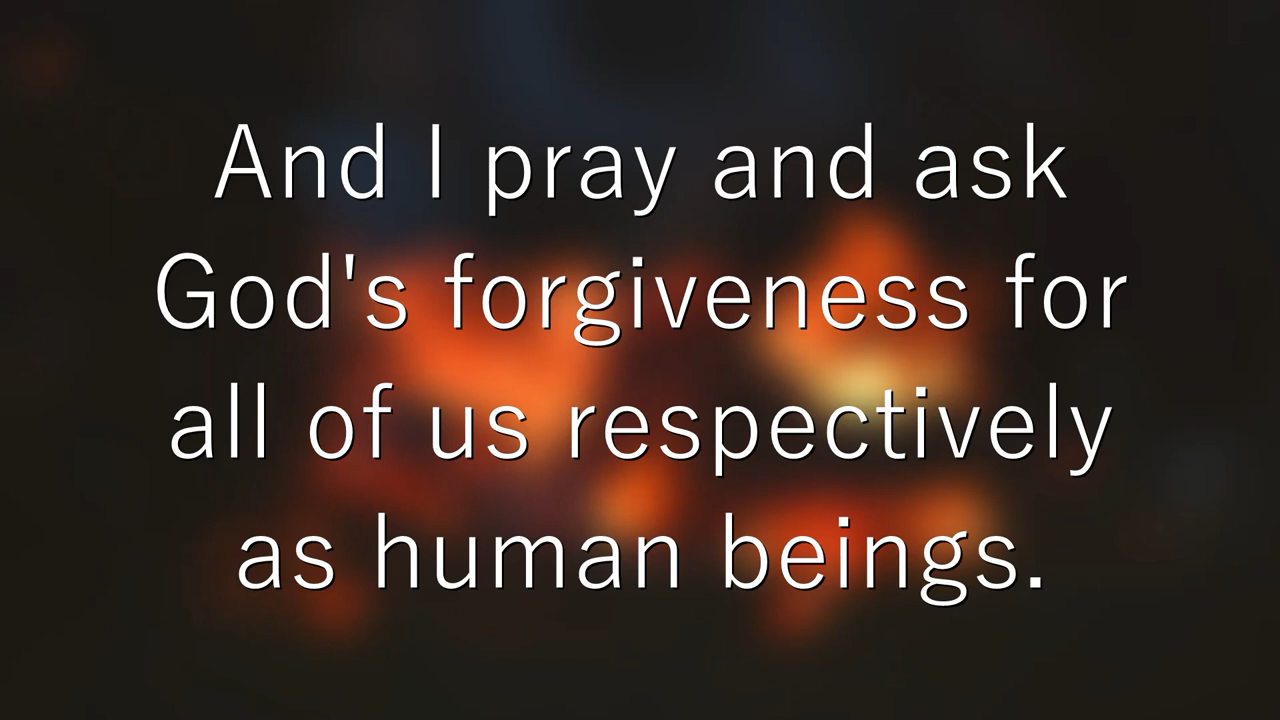 And I pray and ask
God's forgiveness for
all of us respectively
as human beings.